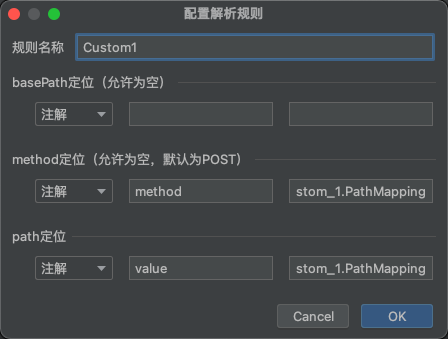 配置解析规则
规则名称 Custom1
basePath定位（允许为空）
注解
method定位（允许为空，默认为POST）
注解 method stom_1.PathMapping
path定位
注解 value stom_1.PathMapping
Cancel OK